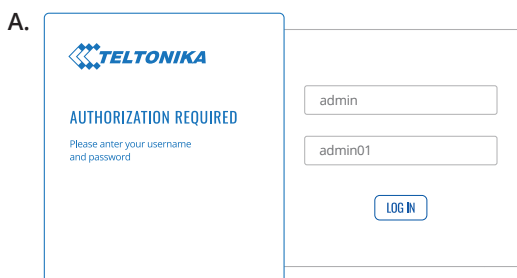 A.
TELTONIKA
AUTHORIZATION REQUIRED
Please anter your username
and password
admin
admin01
LOG IN